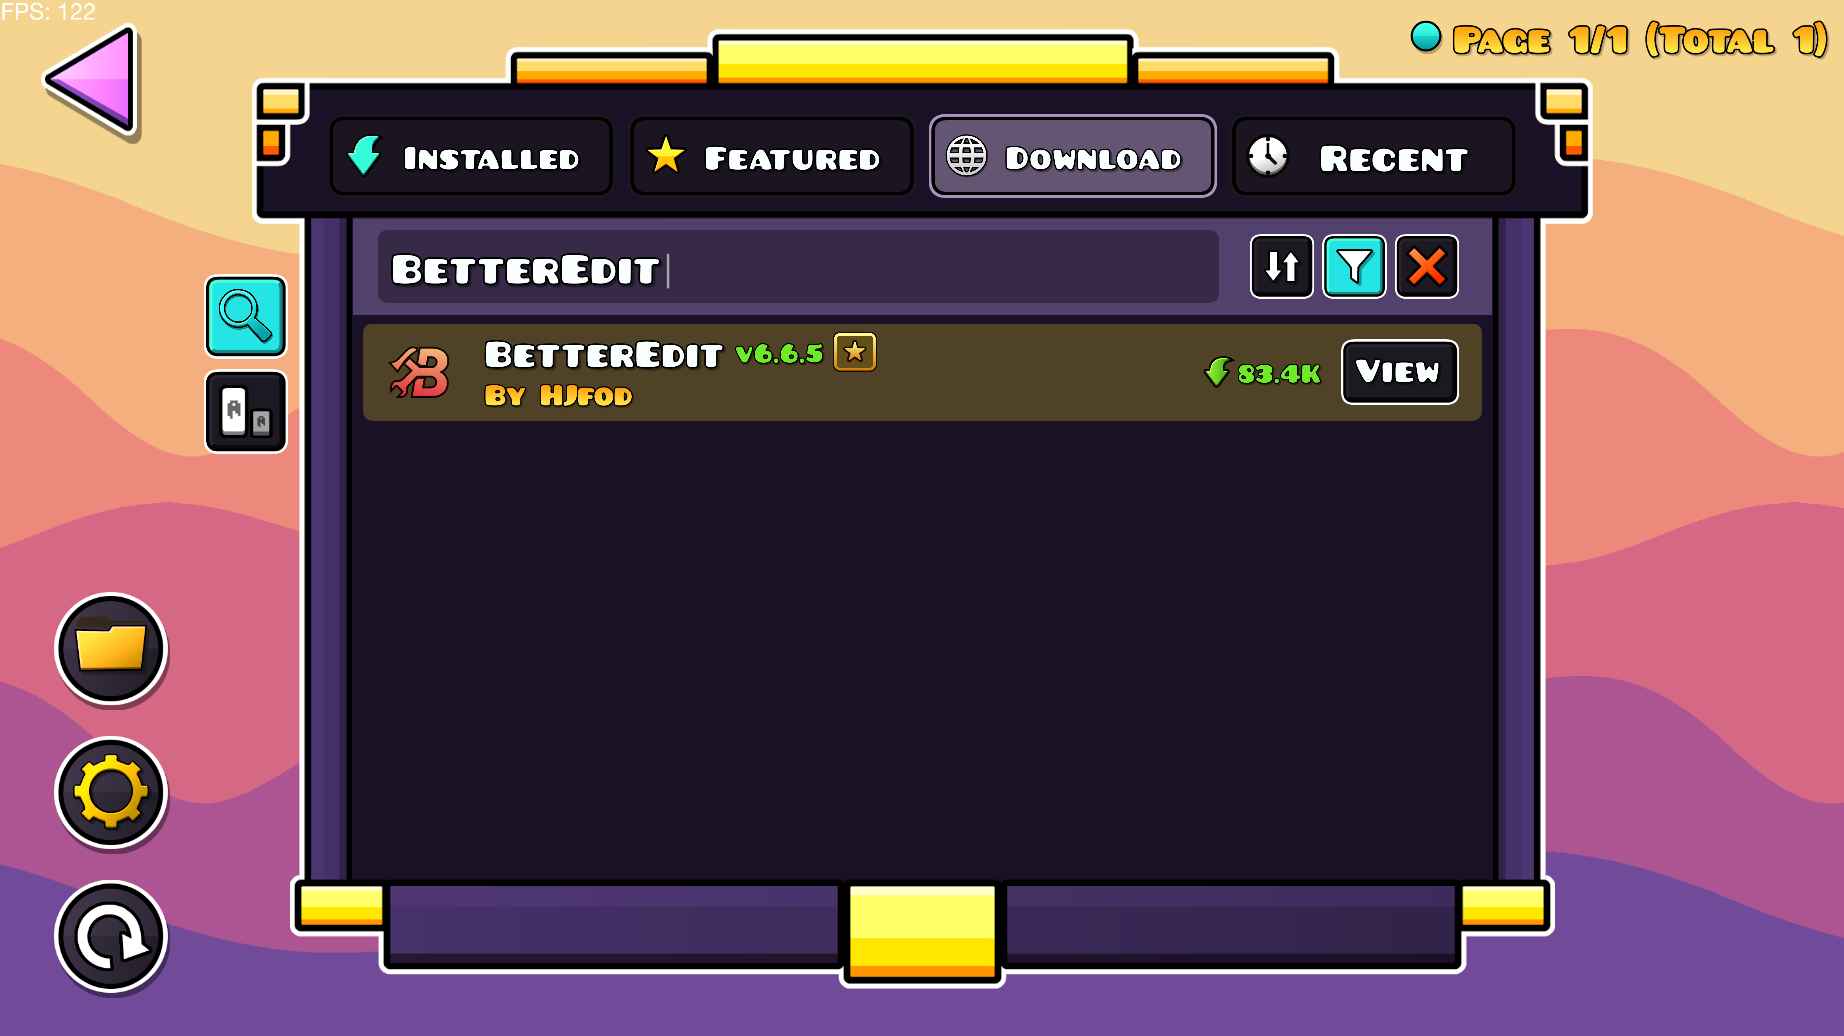 FPS: 122
Page 1/1 (Total 1)
Installed
Featured
Download
Recent
BetterEdit
BetterEdit v6.6.5
By HJfod
83.4K
View